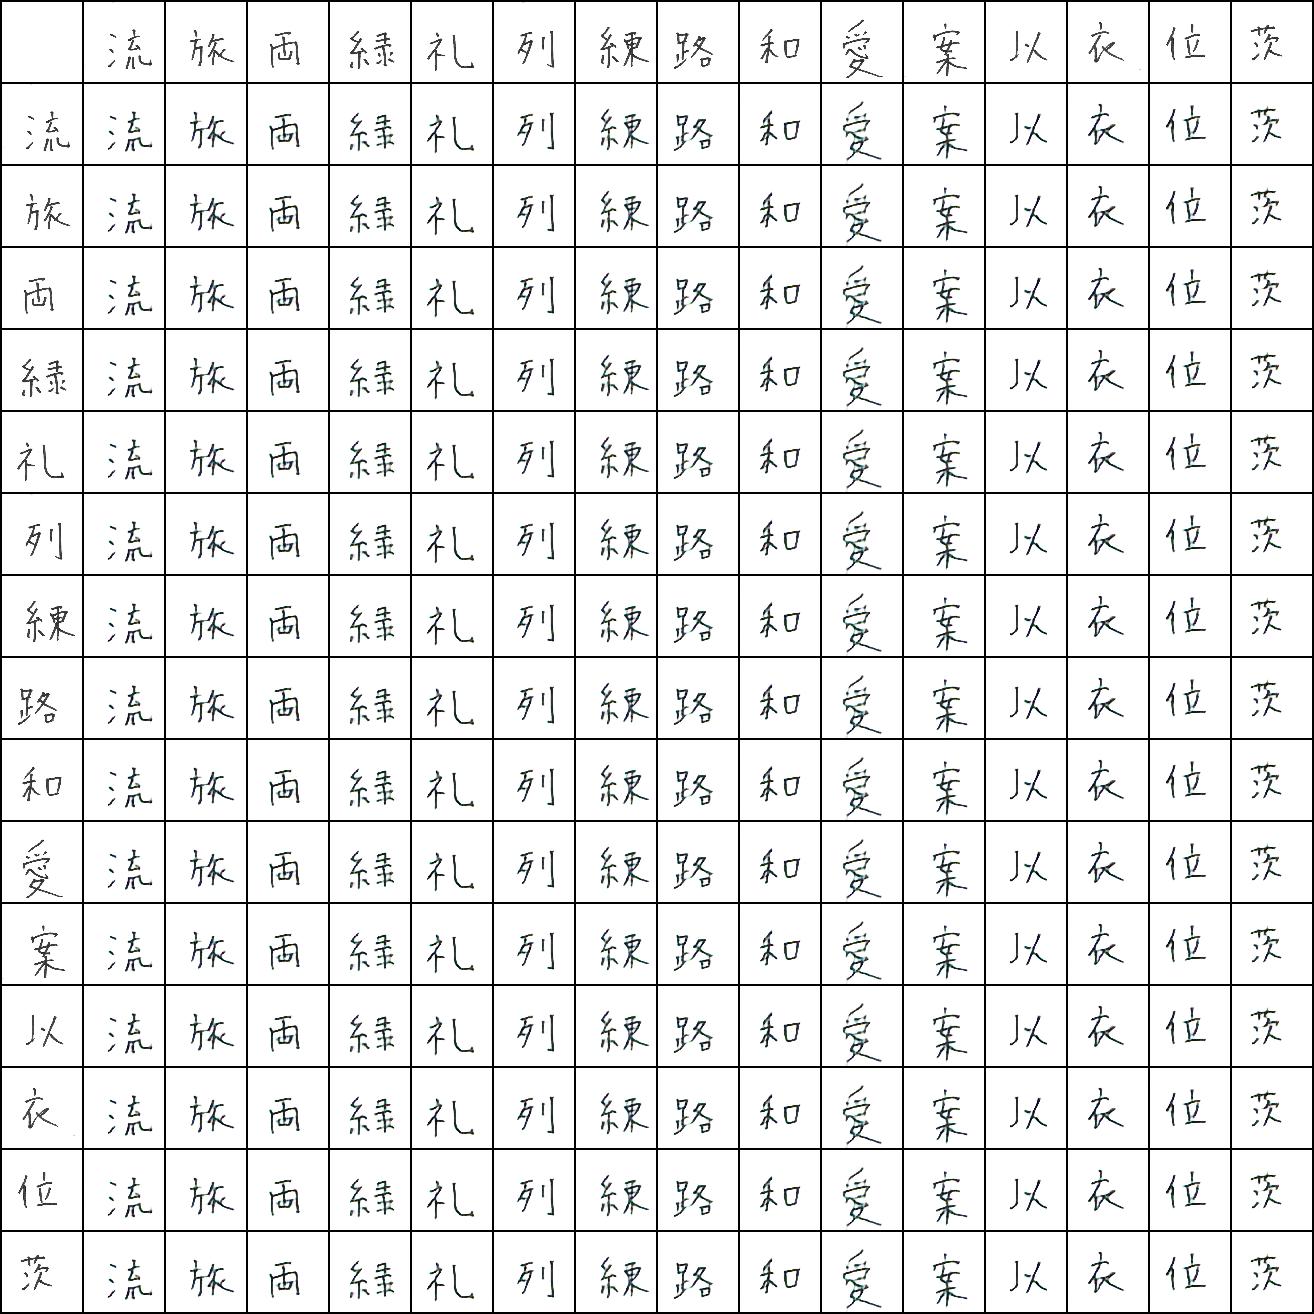 流 旅 両 緑 礼 列 練 路 和 愛 案 以 衣 位 茨
流 流 旅 両 緑 礼 列 練 路 和 愛 案 以 衣 位 茨
旅 流 旅 両 緑 礼 列 練 路 和 愛 案 以 衣 位 茨
両 流 旅 両 緑 礼 列 練 路 和 愛 案 以 衣 位 茨
緑 流 旅 両 緑 礼 列 練 路 和 愛 案 以 衣 位 茨
礼 流 旅 両 緑 礼 列 練 路 和 愛 案 以 衣 位 茨
列 流 旅 両 緑 礼 列 練 路 和 愛 案 以 衣 位 茨
練 流 旅 両 緑 礼 列 練 路 和 愛 案 以 衣 位 茨
路 流 旅 両 緑 礼 列 練 路 和 愛 案 以 衣 位 茨
和 流 旅 両 緑 礼 列 練 路 和 愛 案 以 衣 位 茨
愛 流 旅 両 緑 礼 列 練 路 和 愛 案 以 衣 位 茨
案 流 旅 両 緑 礼 列 練 路 和 愛 案 以 衣 位 茨
以 流 旅 両 緑 礼 列 練 路 和 愛 案 以 衣 位 茨
衣 流 旅 両 緑 礼 列 練 路 和 愛 案 以 衣 位 茨
位 流 旅 両 緑 礼 列 練 路 和 愛 案 以 衣 位 茨
茨 流 旅 両 緑 礼 列 練 路 和 愛 案 以 衣 位 茨